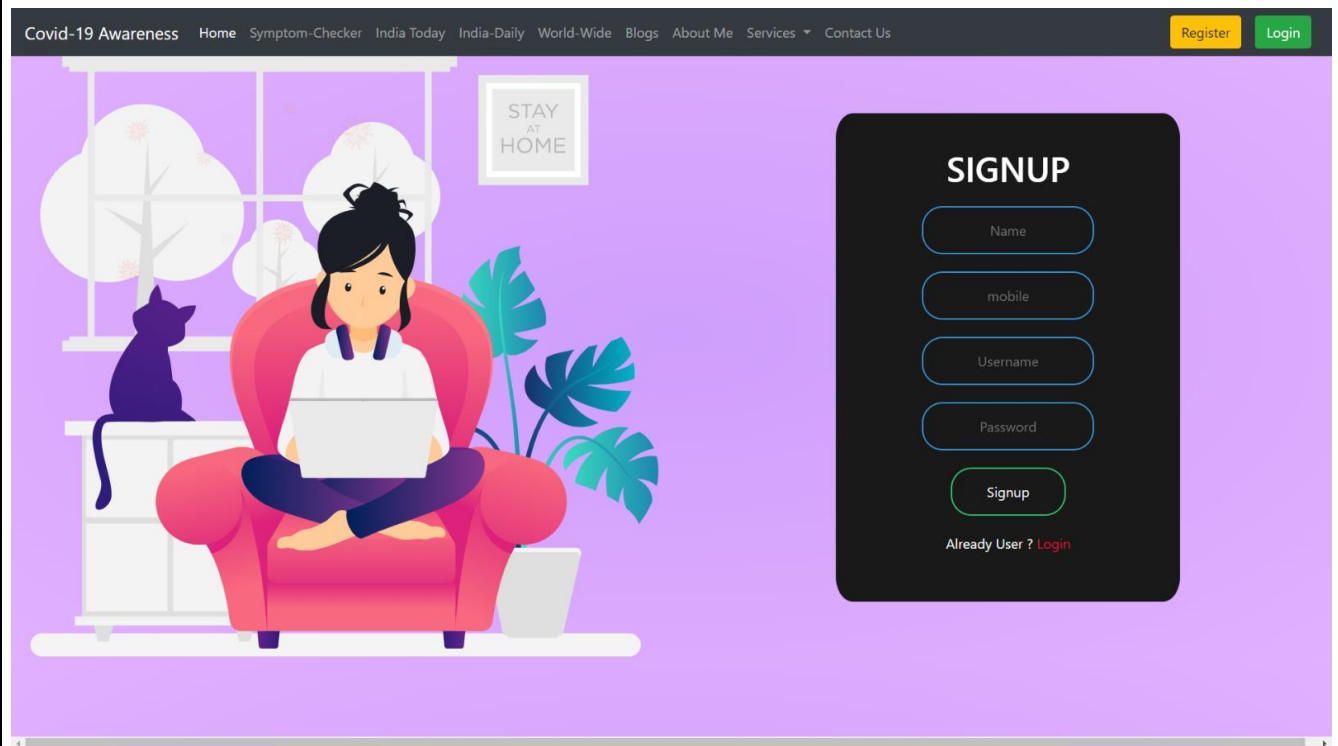 Covid-19 Awareness Home Symptom-Checker India Today India-Daily World-Wide Blogs About Me Services Contact Us Register Login
STAY
AT
HOME
SIGNUP
Name
mobile
Username
Password
Signup
Already User ? Login